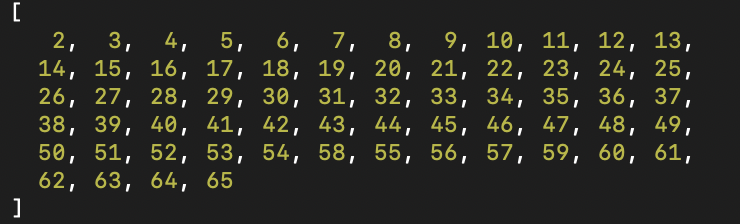 [
2, 3, 4, 5, 6, 7, 8, 9, 10, 11, 12, 13,
14, 15, 16, 17, 18, 19, 20, 21, 22, 23, 24, 25,
26, 27, 28, 29, 30, 31, 32, 33, 34, 35, 36, 37,
38, 39, 40, 41, 42, 43, 44, 45, 46, 47, 48, 49,
50, 51, 52, 53, 54, 58, 55, 56, 57, 59, 60, 61,
62, 63, 64, 65
]